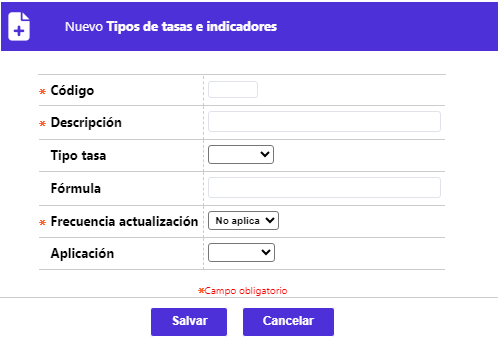 Nuevo Tipos de tasas e indicadores
* Código
* Descripción
Tipo tasa
Fórmula
* Frecuencia actualización No aplica
Aplicación
*Campo obligatorio
Salvar Cancelar